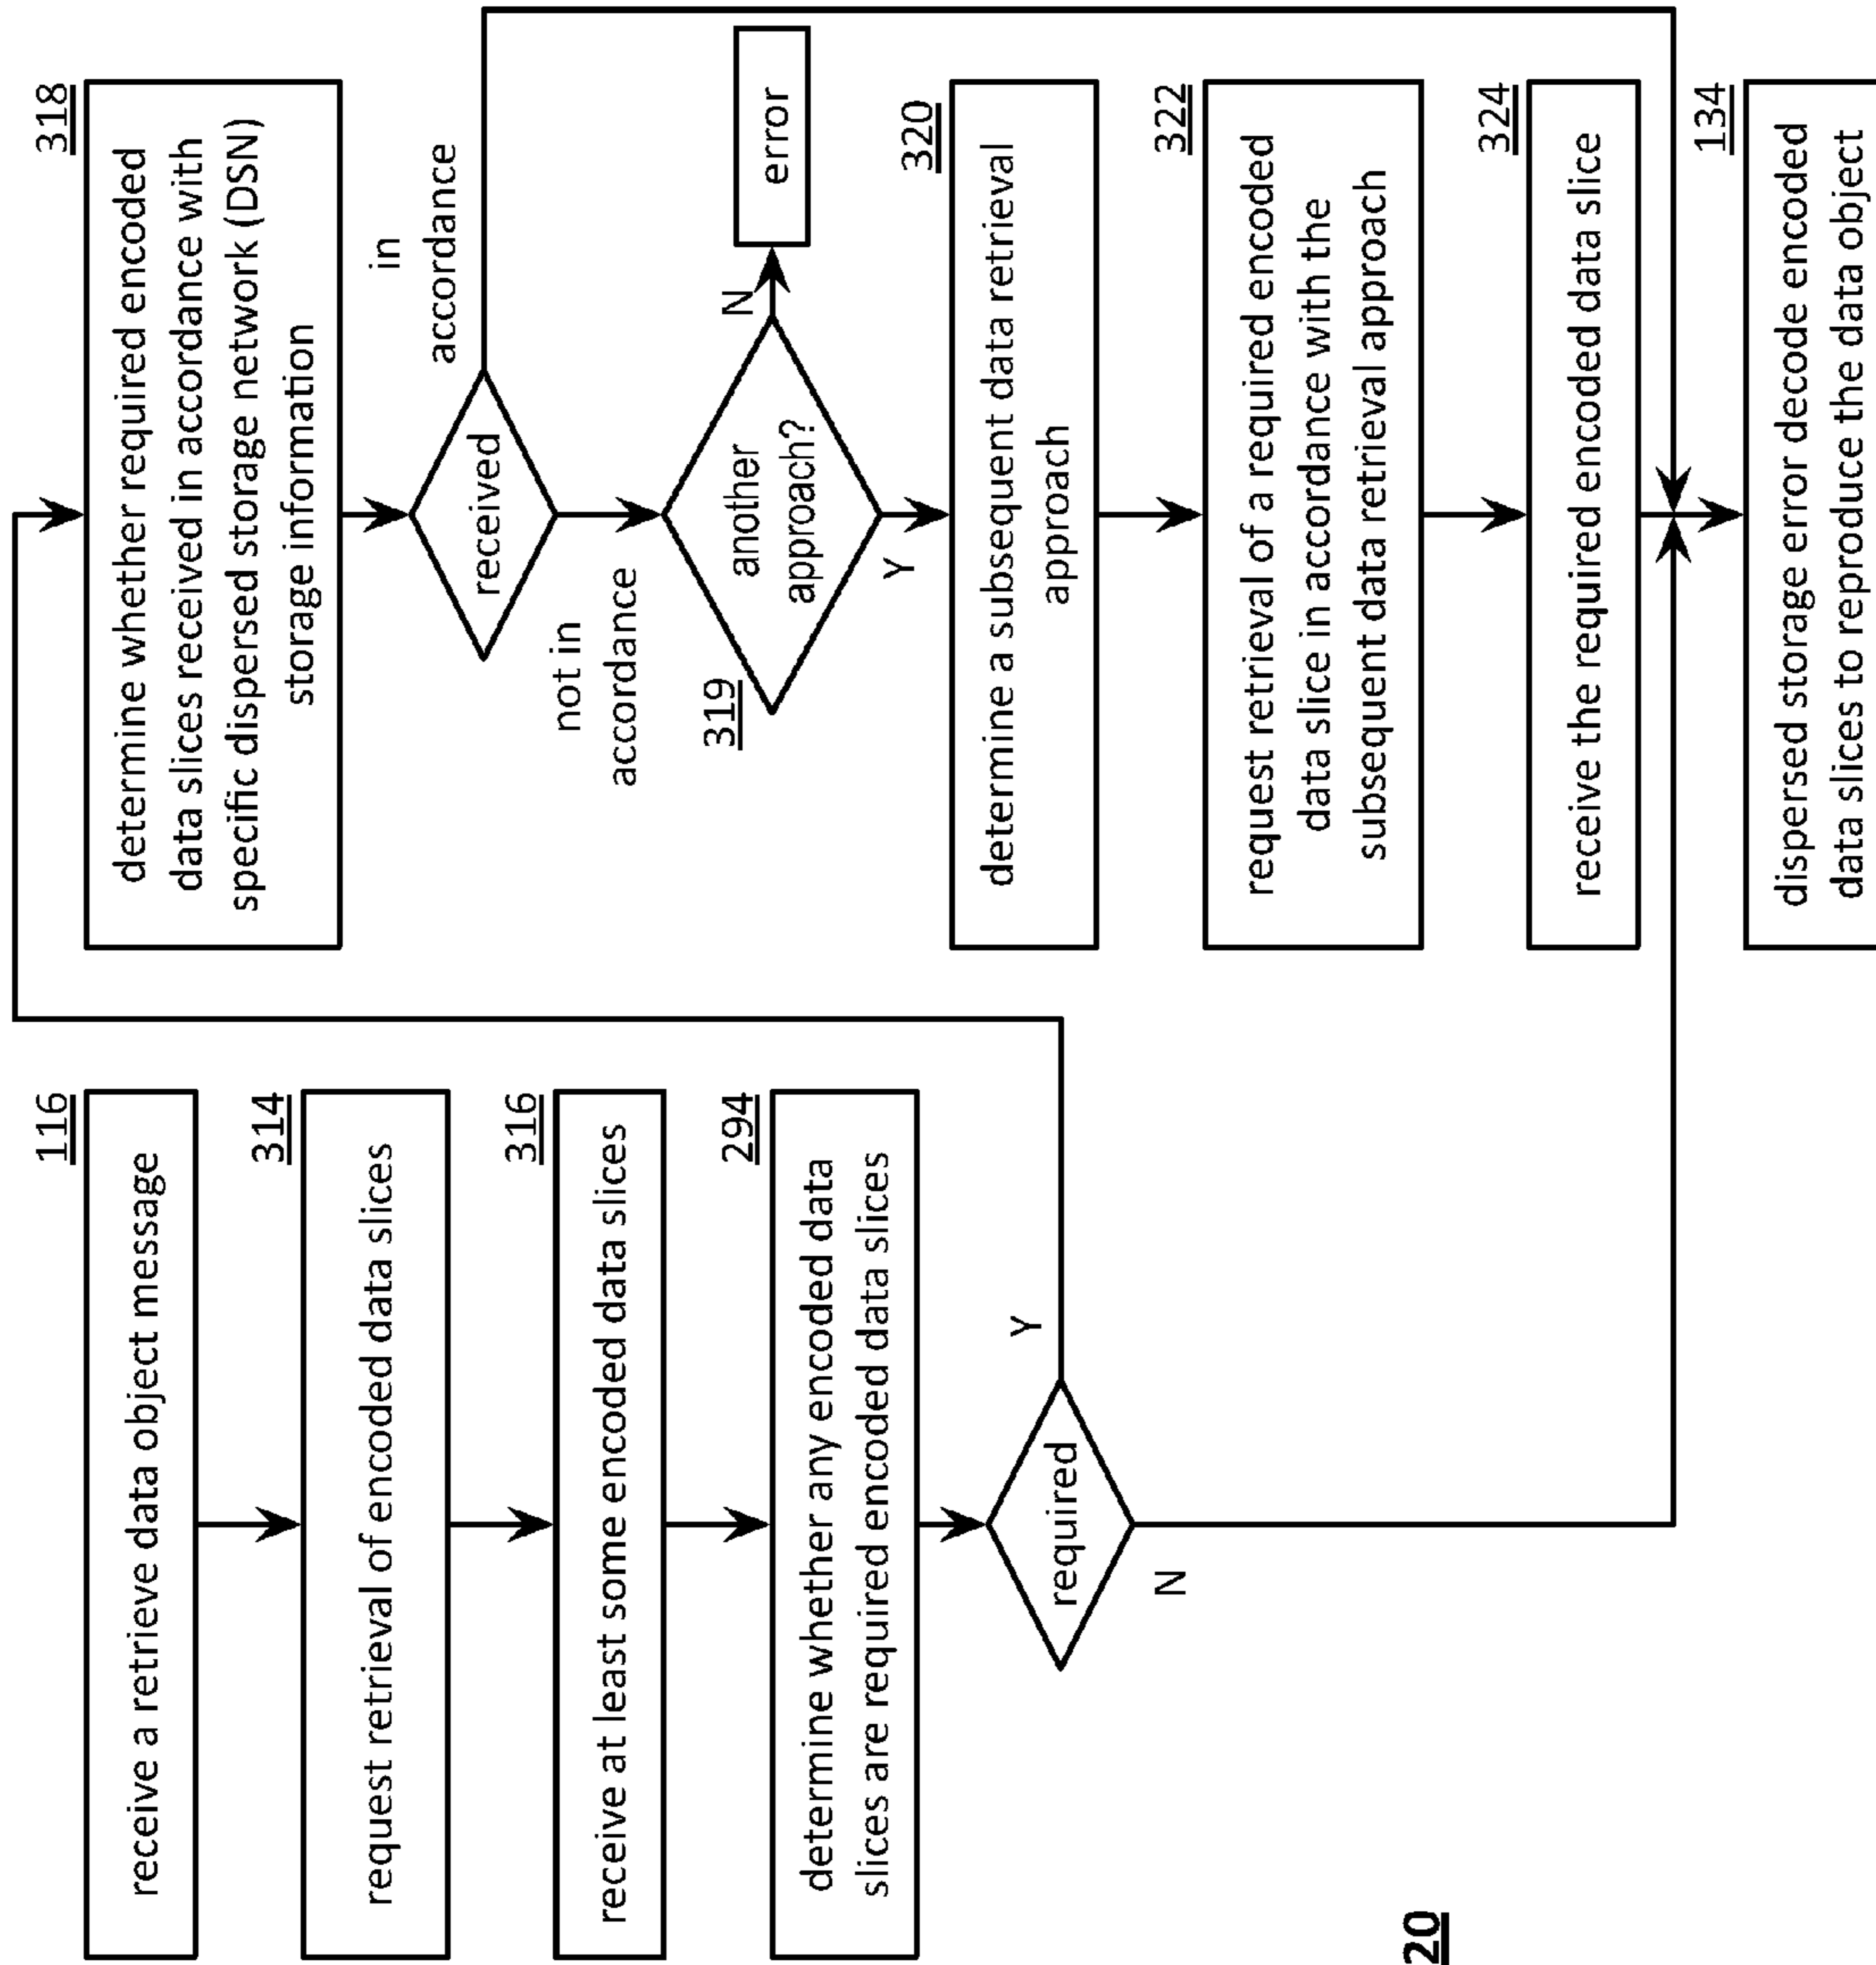 116
receive a retrieve data object message
314
request retrieval of encoded data slices
316
receive at least some encoded data slices
294
determine whether any encoded data
slices are required encoded data slices
required
Y
N
318
determine whether required encoded
data slices received in accordance with
specific dispersed storage network (DSN)
storage information
received
in
accordance
not in
accordance
319
another
approach?
N
error
Y
320
determine a subsequent data retrieval
approach
322
request retrieval of a required encoded
data slice in accordance with the
subsequent data retrieval approach
324
receive the required encoded data slice
134
dispersed storage error decode encoded
data slices to reproduce the data object
20